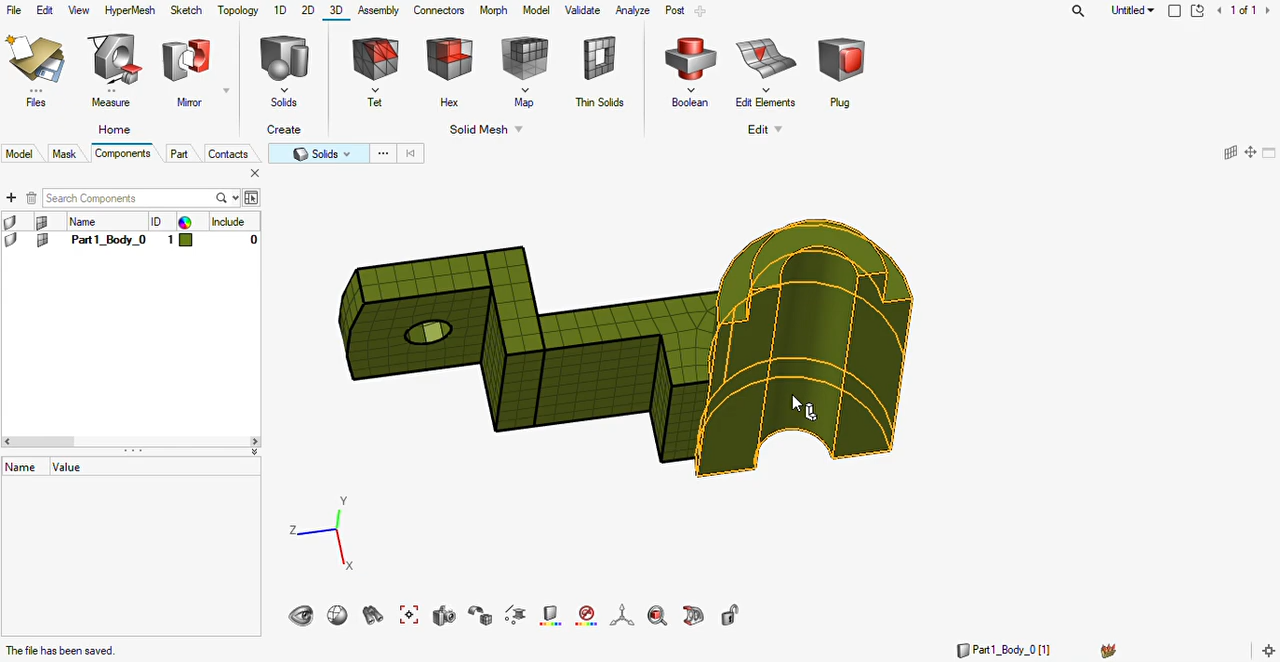 File Edit View HyperMesh Sketch Topology 1D 2D 3D Assembly Connectors Morph Model Validate Analyze Post Untitled 1 of 1
Files Measure Mirror Solids Tet Hex Map Thin Solids Boolean Edit Elements Plug
Home Create Solid Mesh Edit
Model Mask Components Part Contacts Solids
Search Components
Name ID Include
Part1_Body_0 1 0
Name Value
Y
Z
X
The file has been saved. Part1_Body_0 [1]